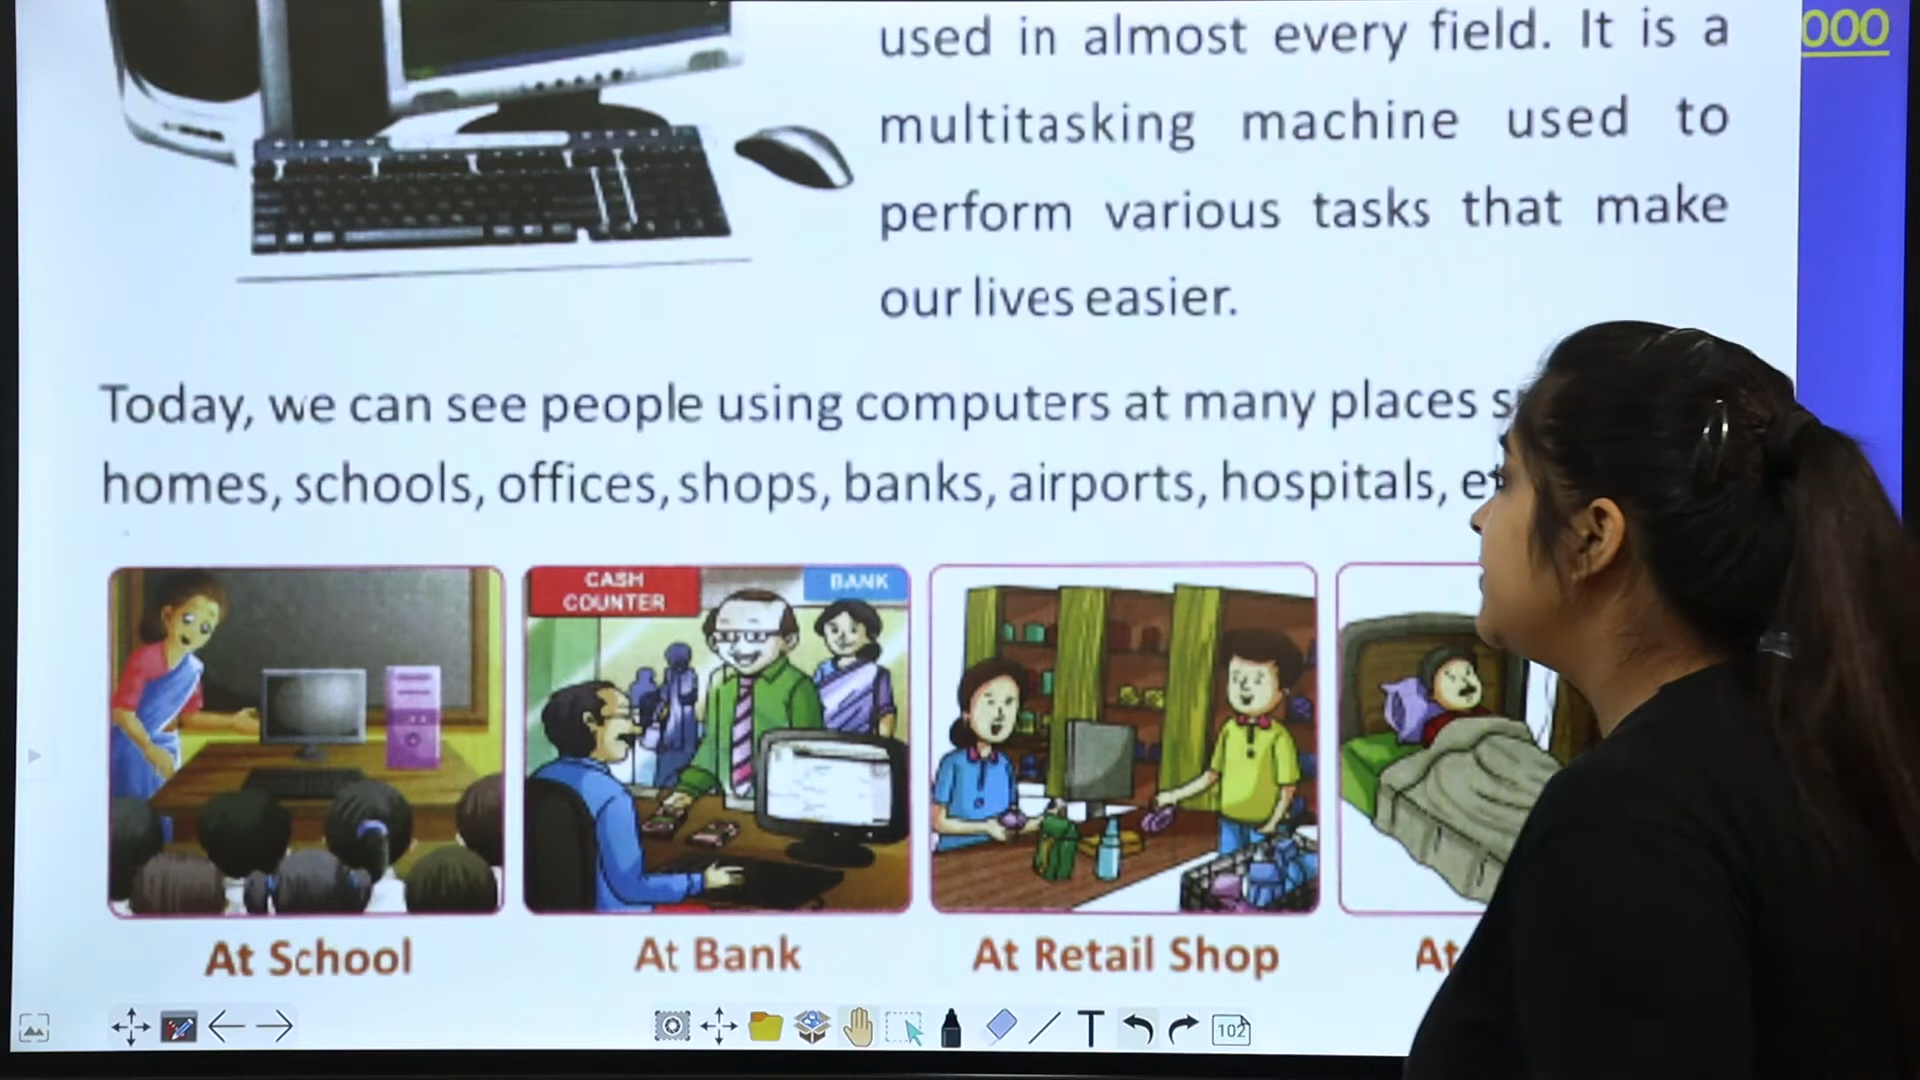 used in almost every field. It is a
000
multitasking machine used to
perform various tasks that make
our lives easier.
Today, we can see people using computers at many places
homes, schools, offices, shops, banks, airports, hospitals,
CASH
COUNTER
BANK
At School
At Bank
At Retail Shop
At
T
102